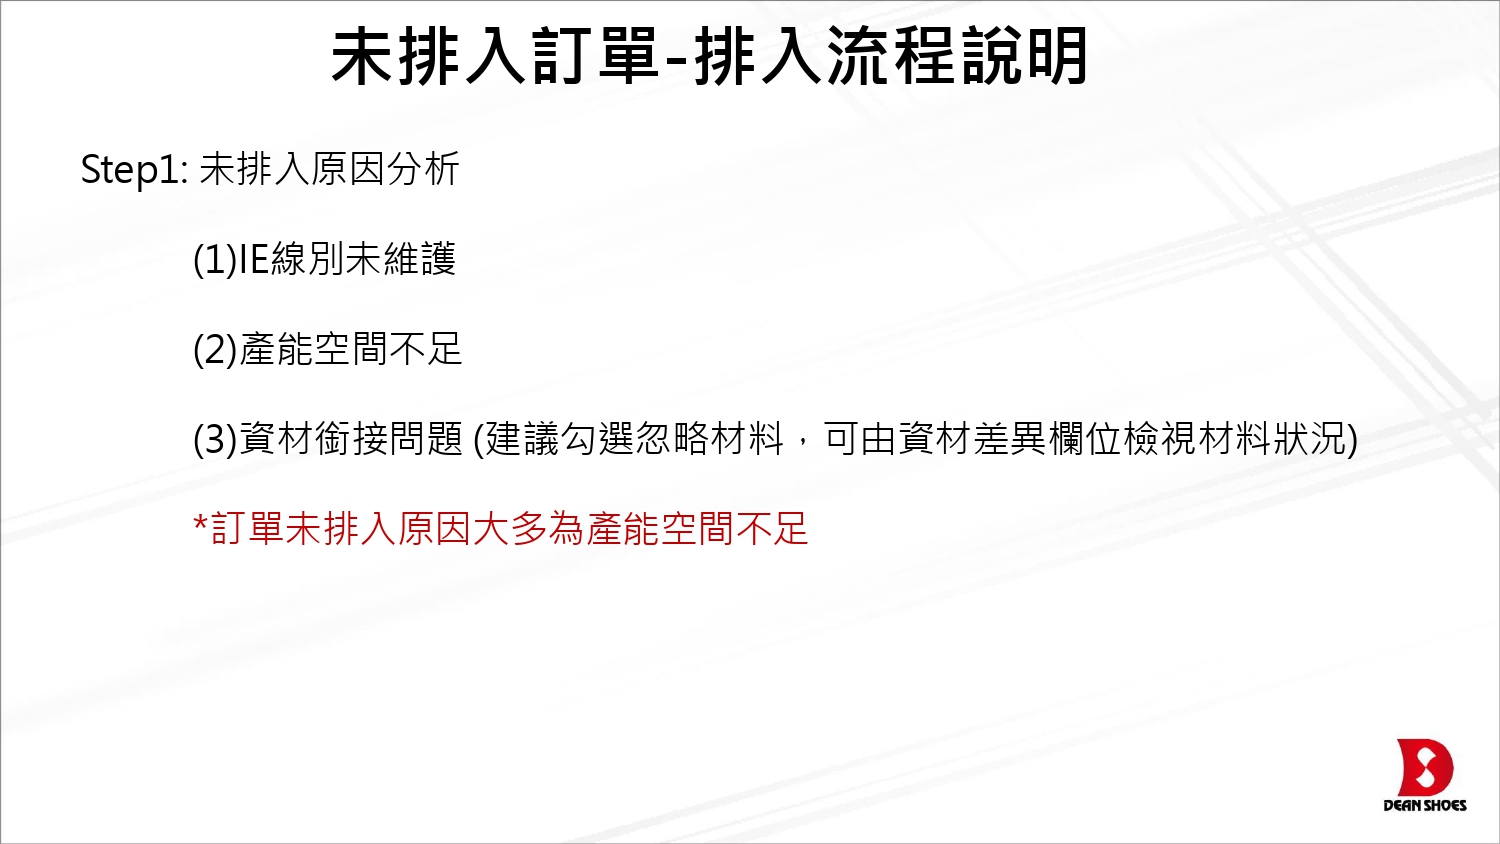 未排入訂單-排入流程說明
Step1: 未排入原因分析
(1)IE線別未維護
(2)產能空間不足
(3)資材銜接問題 (建議勾選忽略材料，可由資材差異欄位檢視材料狀況)
*訂單未排入原因大多為產能空間不足
DEAN SHOES